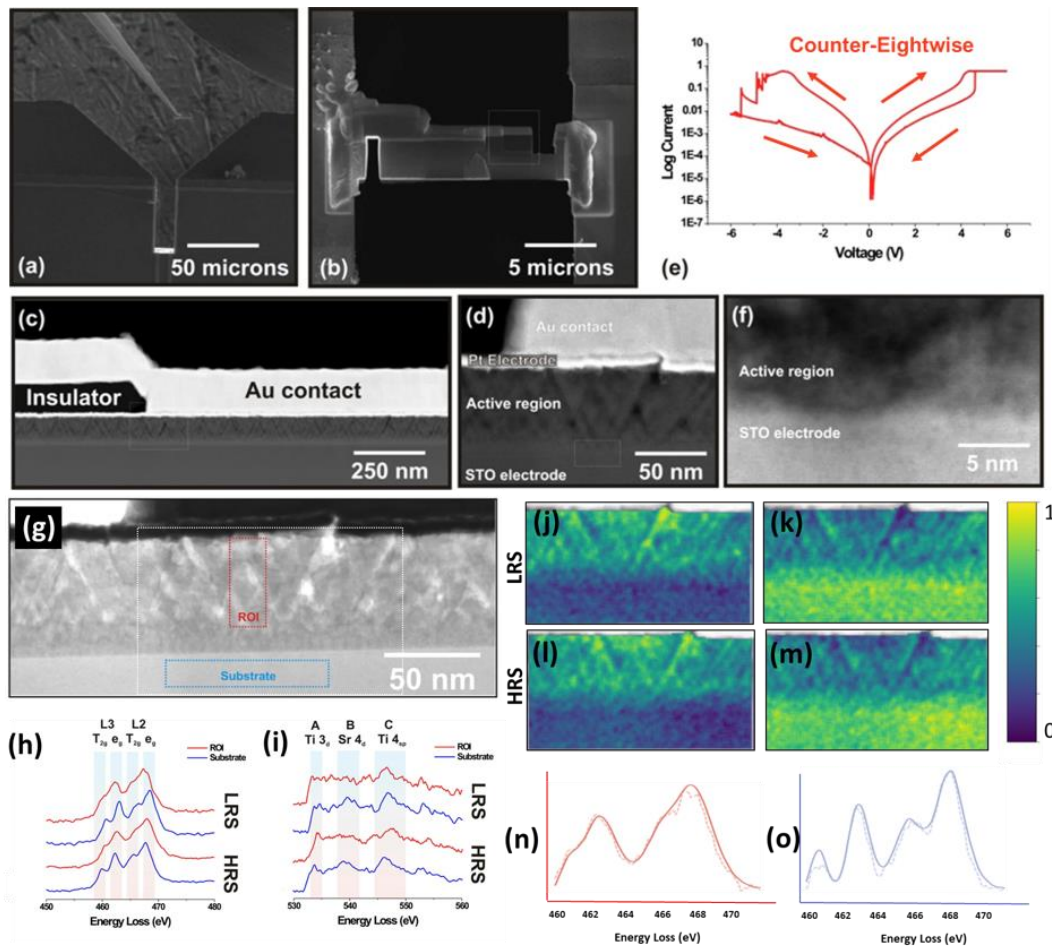 (a)
50 microns
(b)
5 microns
Counter-Eightwise
Log Current
10
1
0.1
0.01
1E-3
1E-4
1E-5
1E-6
1E-7
-6
-4
-2
0
2
4
6
Voltage (V)
(e)
(c)
Insulator
Au contact
250 nm
(d)
Au contact
Pt Electrode
Active region
STO electrode
50 nm
(f)
Active region
STO electrode
5 nm
(g)
ROI
Substrate
50 nm
LRS
HRS
(j)
(k)
(l)
(m)
1
0
(h)
L3 L2
T2g eg T2g eg
ROI
Substrate
LRS
HRS
450
460
470
480
Energy Loss (eV)
(i)
A B C
Ti 3d Sr 4d Ti 4sp
ROI
Substrate
LRS
HRS
530
540
550
560
Energy Loss (eV)
(n)
460 462 464 466 468 470
Energy Loss (eV)
(o)
460 462 464 466 468 470
Energy Loss (eV)